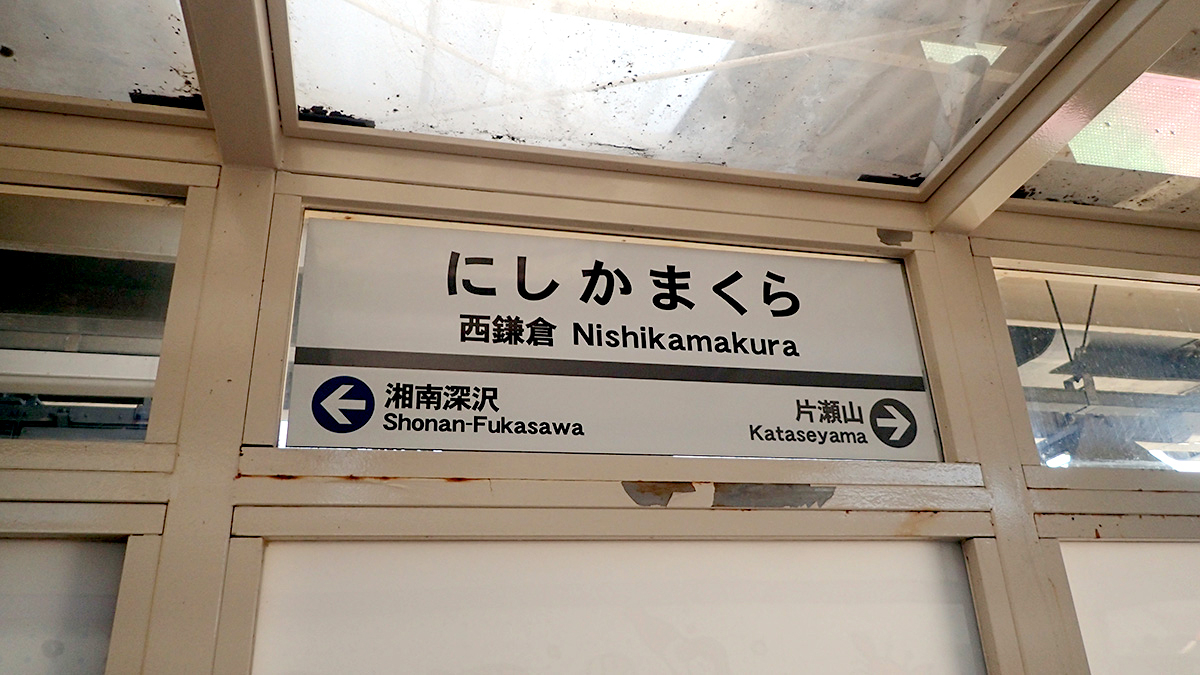 にしかまくら
西鎌倉 Nishikamakura
湘南深沢
Shonan-Fukasawa
片瀬山
Kataseyama